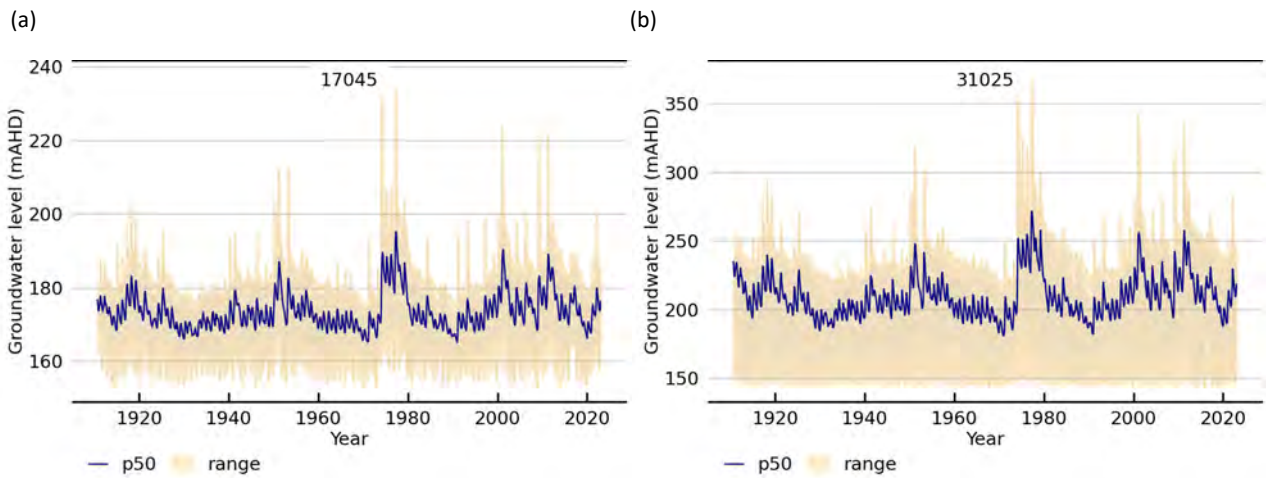 (a)
17045
Groundwater level (mAHD)
240
220
200
180
160
1920 1940 1960 1980 2000 2020
Year
p50 range
(b)
31025
Groundwater level (mAHD)
350
300
250
200
150
1920 1940 1960 1980 2000 2020
Year
p50 range